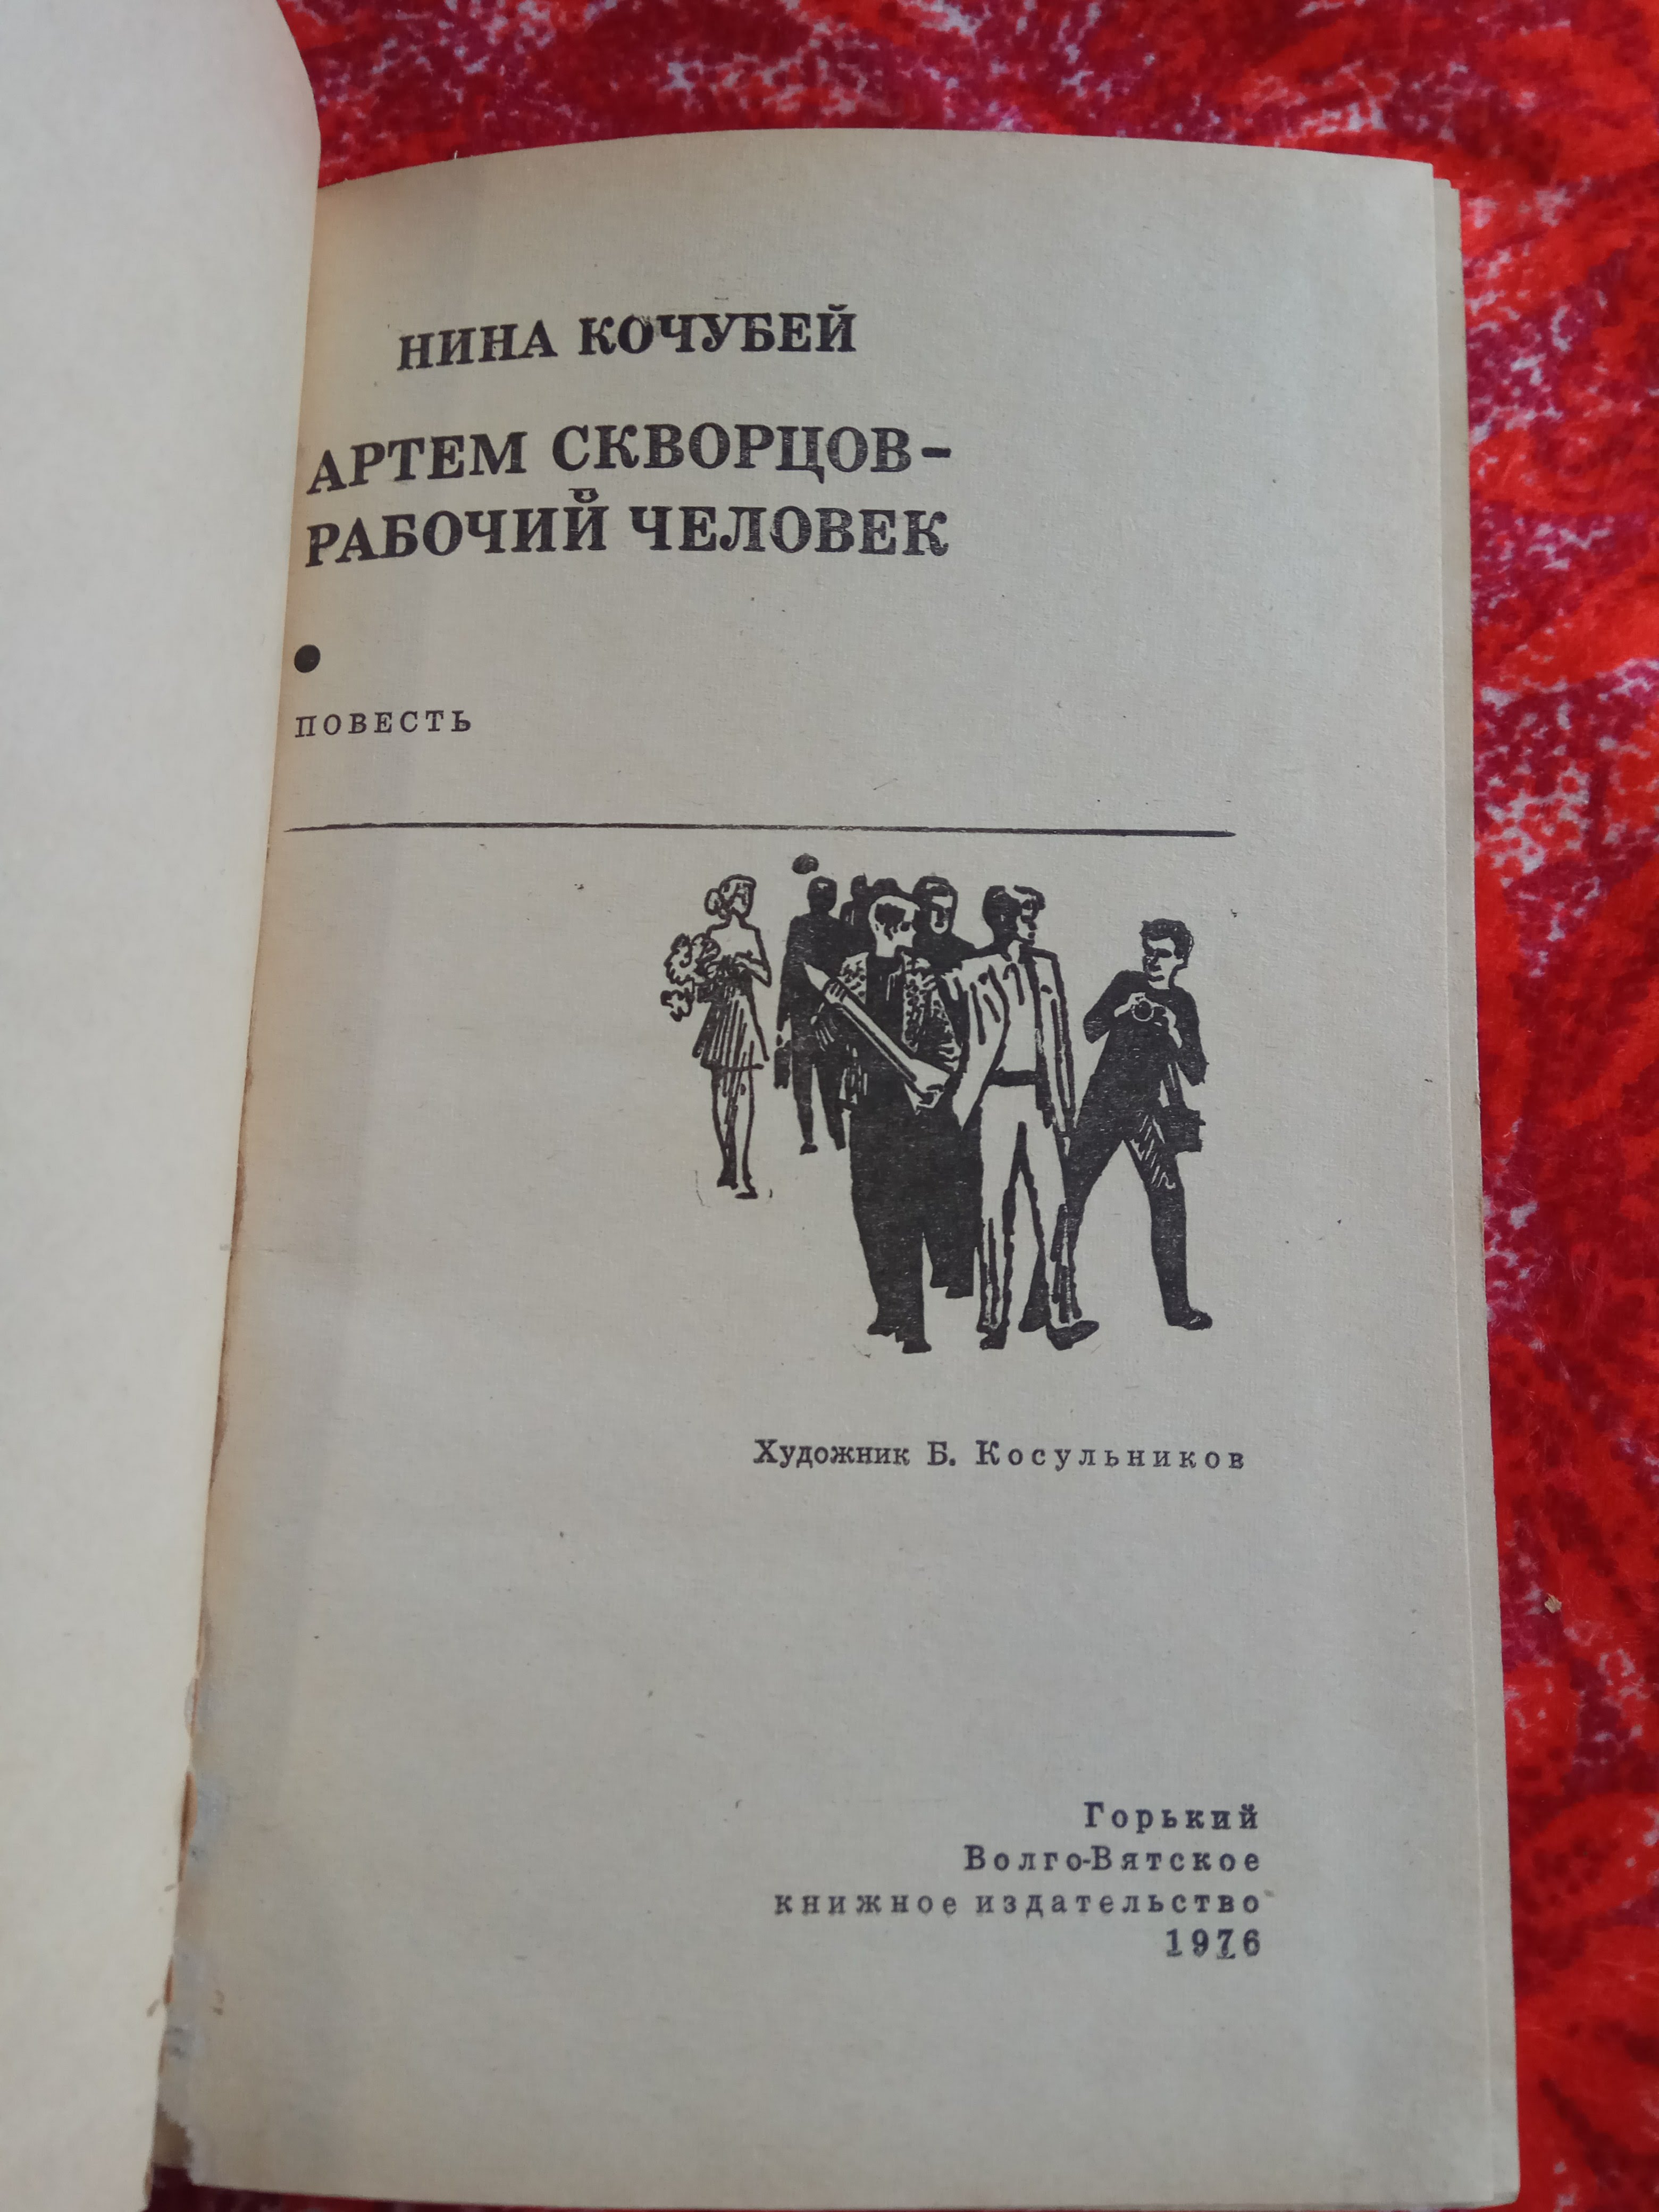 НИНА КОЧУБЕЙ
АРТЕМ СКВОРЦОВ-
РАБОЧИЙ ЧЕЛОВЕК
ПОВЕСТЬ
Художник Б. Косульников
Горький
Волго-Вятское
книжное издательство
1976